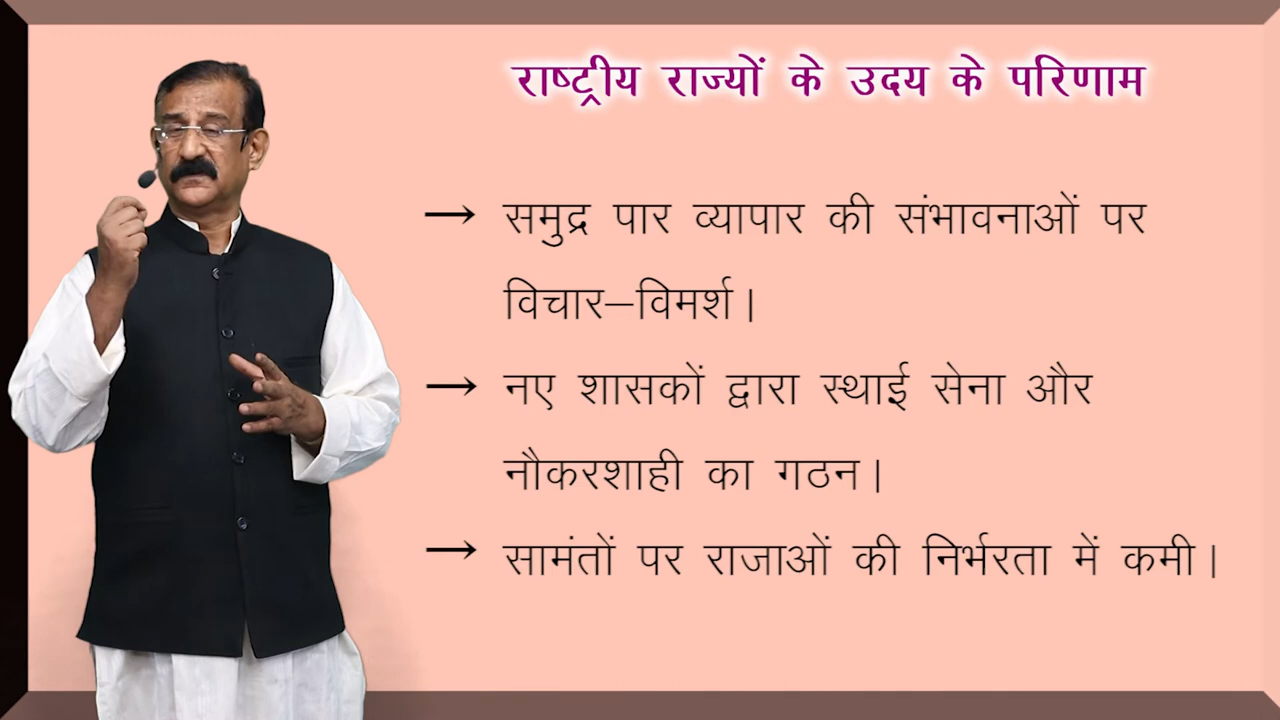 राष्ट्रीय राज्यों के उदय के परिणाम
→ समुद्र पार व्यापार की संभावनाओं पर
विचार–विमर्श।
→ नए शासकों द्वारा स्थाई सेना और
नौकरशाही का गठन।
→ सामंतों पर राजाओं की निर्भरता में कमी।